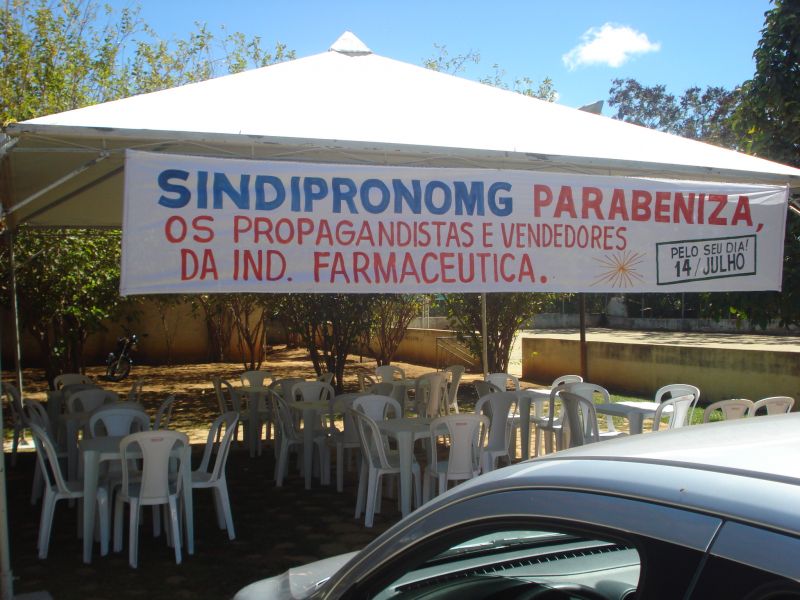 SINDIPRONOMG PARABENIZA,
OS PROPAGANDISTAS E VENDEDORES
DA IND. FARMACEUTICA.
PELO SEU DIA!
14/JULHO